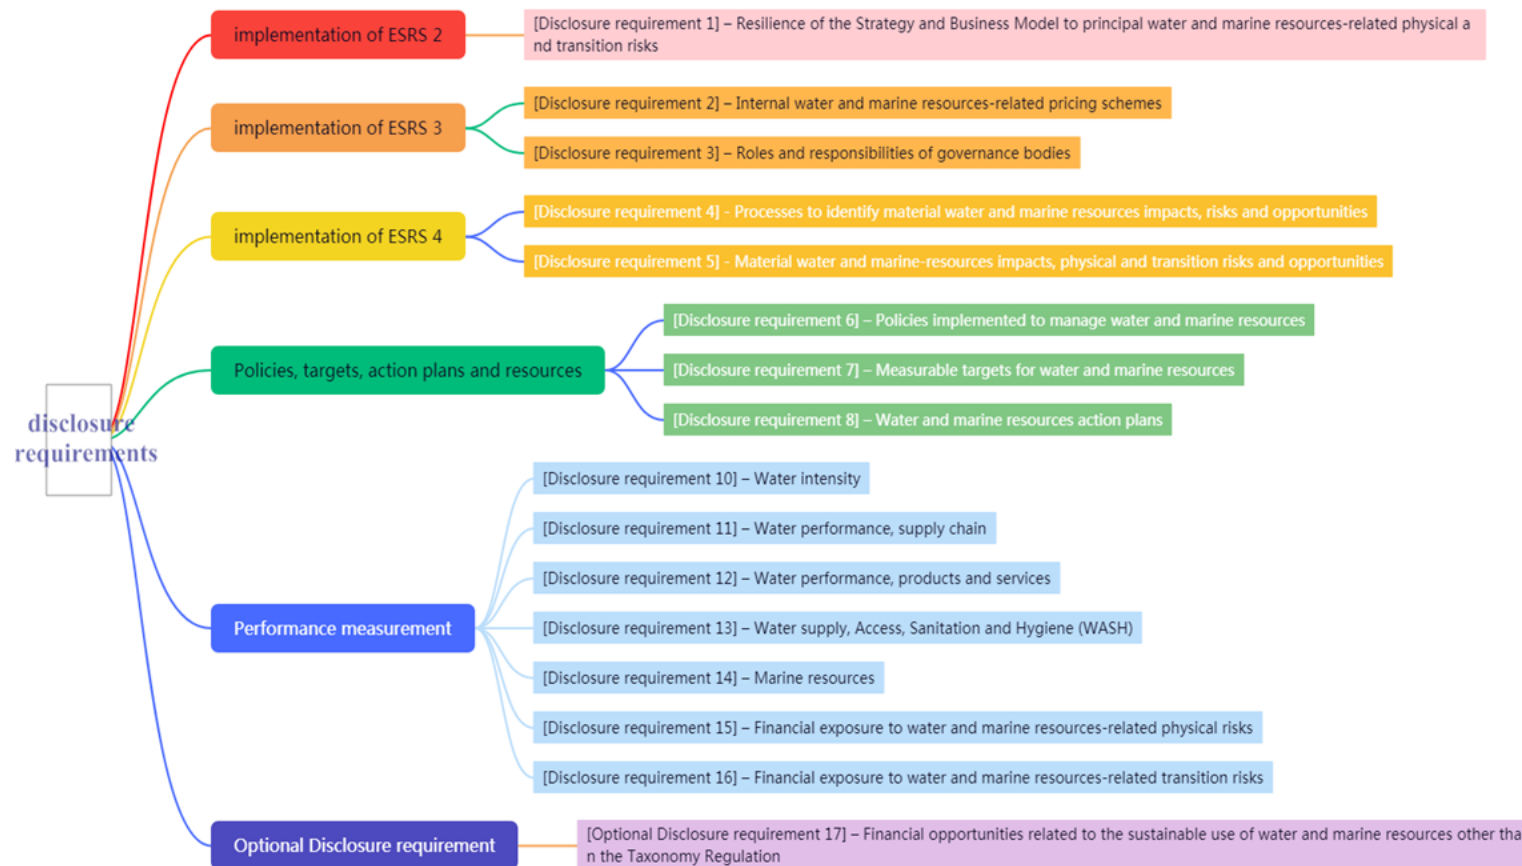 disclosure
requirements
implementation of ESRS 2
[Disclosure requirement 1] – Resilience of the Strategy and Business Model to principal water and marine resources-related physical a
nd transition risks
implementation of ESRS 3
[Disclosure requirement 2] – Internal water and marine resources-related pricing schemes
[Disclosure requirement 3] – Roles and responsibilities of governance bodies
implementation of ESRS 4
[Disclosure requirement 4] - Processes to identify material water and marine resources impacts, risks and opportunities
[Disclosure requirement 5] - Material water and marine-resources impacts, physical and transition risks and opportunities
Policies, targets, action plans and resources
[Disclosure requirement 6] – Policies implemented to manage water and marine resources
[Disclosure requirement 7] – Measurable targets for water and marine resources
[Disclosure requirement 8] – Water and marine resources action plans
Performance measurement
[Disclosure requirement 10] – Water intensity
[Disclosure requirement 11] – Water performance, supply chain
[Disclosure requirement 12] – Water performance, products and services
[Disclosure requirement 13] – Water supply, Access, Sanitation and Hygiene (WASH)
[Disclosure requirement 14] – Marine resources
[Disclosure requirement 15] – Financial exposure to water and marine resources-related physical risks
[Disclosure requirement 16] – Financial exposure to water and marine resources-related transition risks
Optional Disclosure requirement
[Optional Disclosure requirement 17] – Financial opportunities related to the sustainable use of water and marine resources other tha
n the Taxonomy Regulation